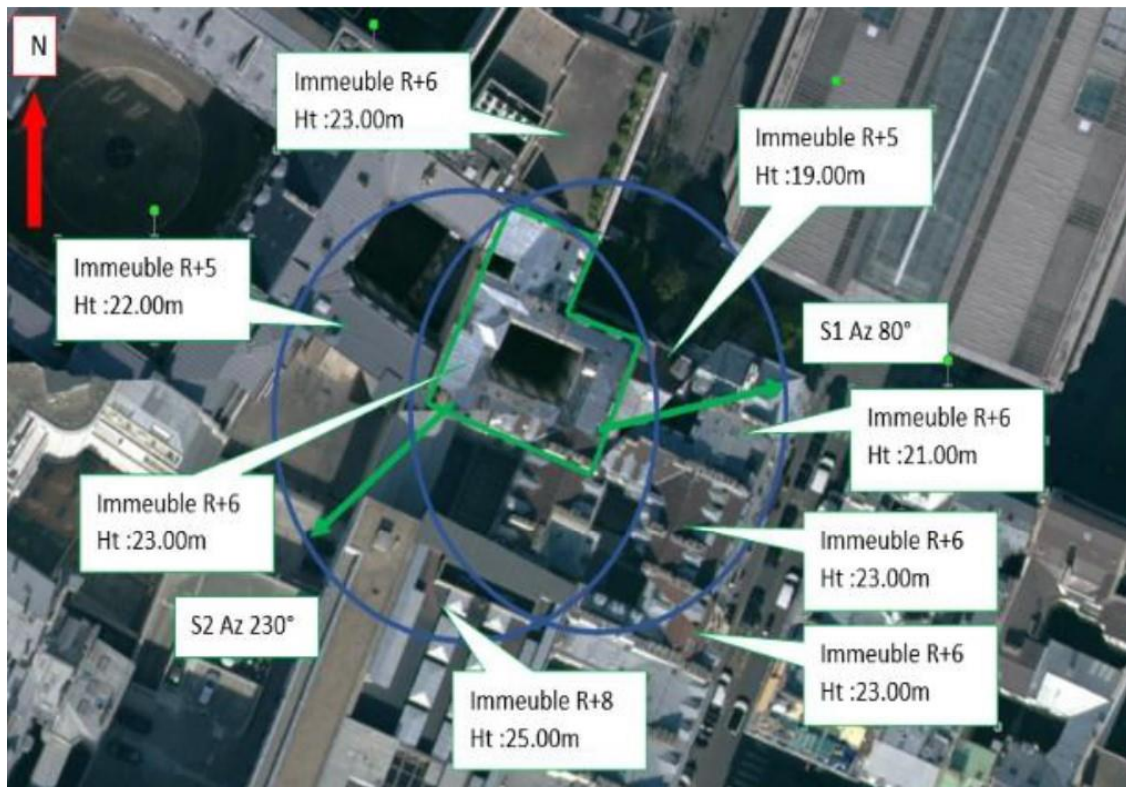 N
Immeuble R+6
Ht :23.00m
Immeuble R+5
Ht :19.00m
Immeuble R+5
Ht :22.00m
S1 Az 80°
Immeuble R+6
Ht :21.00m
Immeuble R+6
Ht :23.00m
Immeuble R+6
Ht :23.00m
S2 Az 230°
Immeuble R+6
Ht :23.00m
Immeuble R+8
Ht :25.00m